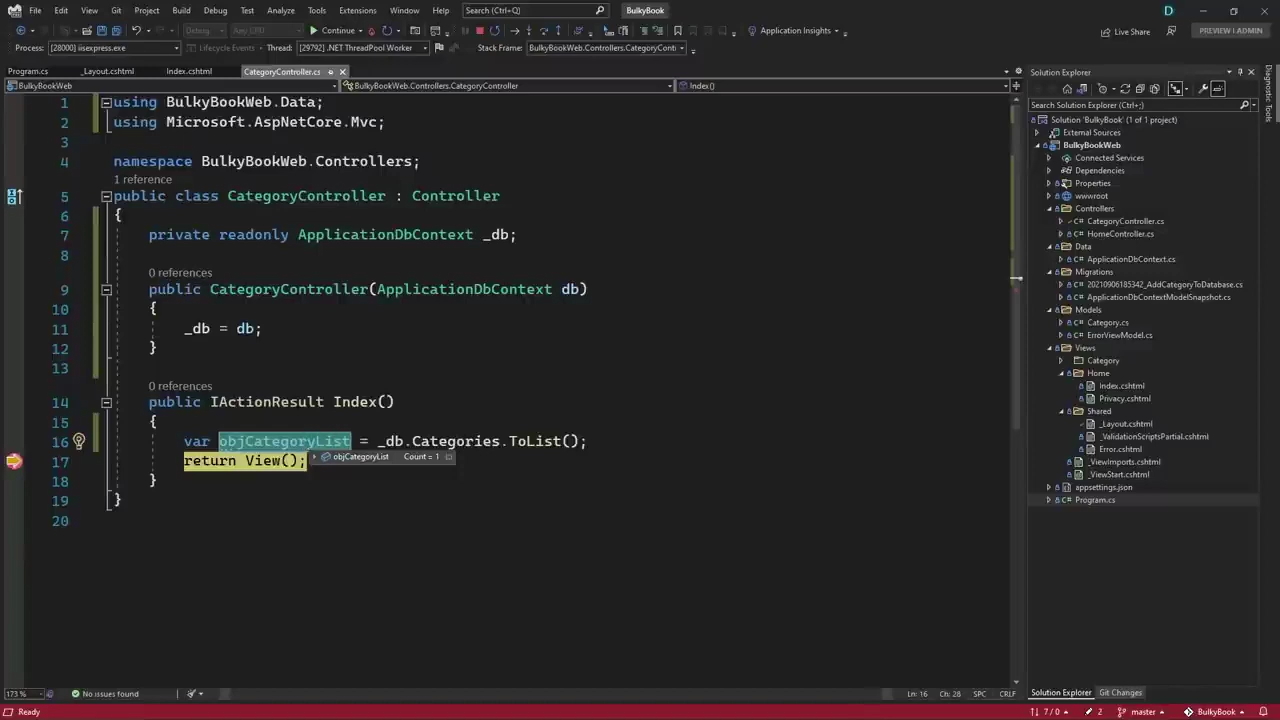 File Edit View Git Project Build Debug Test Analyze Tools Extensions Window Help Search (Ctrl+Q) BulkyBook D
Debug Any CPU Continue Application Insights Live Share PREVIEW | ADMIN
Process: [28000] iisexpress.exe Lifecycle Events Thread: [29792] .NET ThreadPool Worker Stack Frame: BulkyBookWeb.Controllers.CategoryContr
Program.cs _Layout.cshtml Index.cshtml CategoryController.cs
BulkyBookWeb BulkyBookWeb.Controllers.CategoryController Index()
1 using BulkyBookWeb.Data;
2 using Microsoft.AspNetCore.Mvc;
3
4 namespace BulkyBookWeb.Controllers;
1 reference
5 public class CategoryController : Controller
6 {
7 private readonly ApplicationDbContext _db;
8
0 references
9 public CategoryController(ApplicationDbContext db)
10 {
11 _db = db;
12 }
13
0 references
14 public IActionResult Index()
15 {
16 var objCategoryList = _db.Categories.ToList();
17 return View();
objCategoryList Count = 1
18 }
19 }
20
173 % No issues found Ln: 16 Ch: 28 SPC CRLF
Solution Explorer
Search Solution Explorer (Ctrl+;)
Solution 'BulkyBook' (1 of 1 project)
External Sources
BulkyBookWeb
Connected Services
Dependencies
Properties
wwwroot
Controllers
CategoryController.cs
HomeController.cs
Data
ApplicationDbContext.cs
Migrations
20210906185342_AddCategoryToDatabase.cs
ApplicationDbContextModelSnapshot.cs
Models
Category.cs
ErrorViewModel.cs
Views
Category
Home
Index.cshtml
Privacy.cshtml
Shared
_Layout.cshtml
_ValidationScriptsPartial.cshtml
Error.cshtml
_ViewImports.cshtml
_ViewStart.cshtml
appsettings.json
Program.cs
Solution Explorer Git Changes
Diagnostic Tools
Ready 7 / 0 2 master BulkyBook